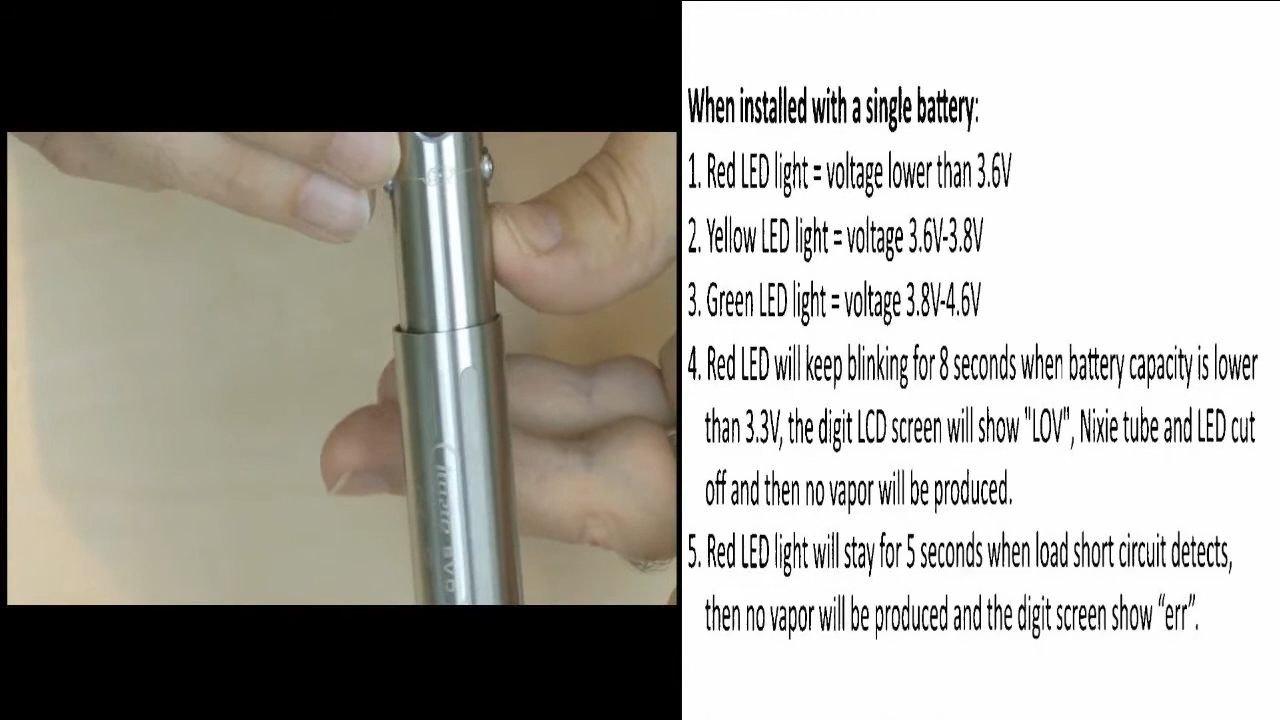 When installed with a single battery:
1. Red LED light = voltage lower than 3.6V
2. Yellow LED light = voltage 3.6V-3.8V
3. Green LED light = voltage 3.8V-4.6V
4. Red LED will keep blinking for 8 seconds when battery capacity is lower
than 3.3V, the digit LCD screen will show "LOV", Nixie tube and LED cut
off and then no vapor will be produced.
5. Red LED light will stay for 5 seconds when load short circuit detects,
then no vapor will be produced and the digit screen show “err”.